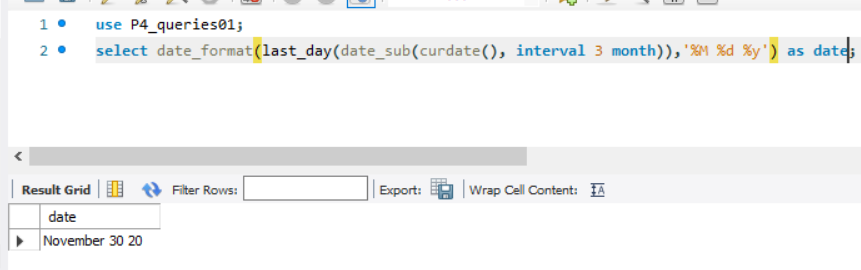 1 use P4_queries01;
2 select date_format(last_day(date_sub(curdate(), interval 3 month)),'%M %d %y') as date;
Result Grid Filter Rows: Export: Wrap Cell Content: IA
date
November 30 20